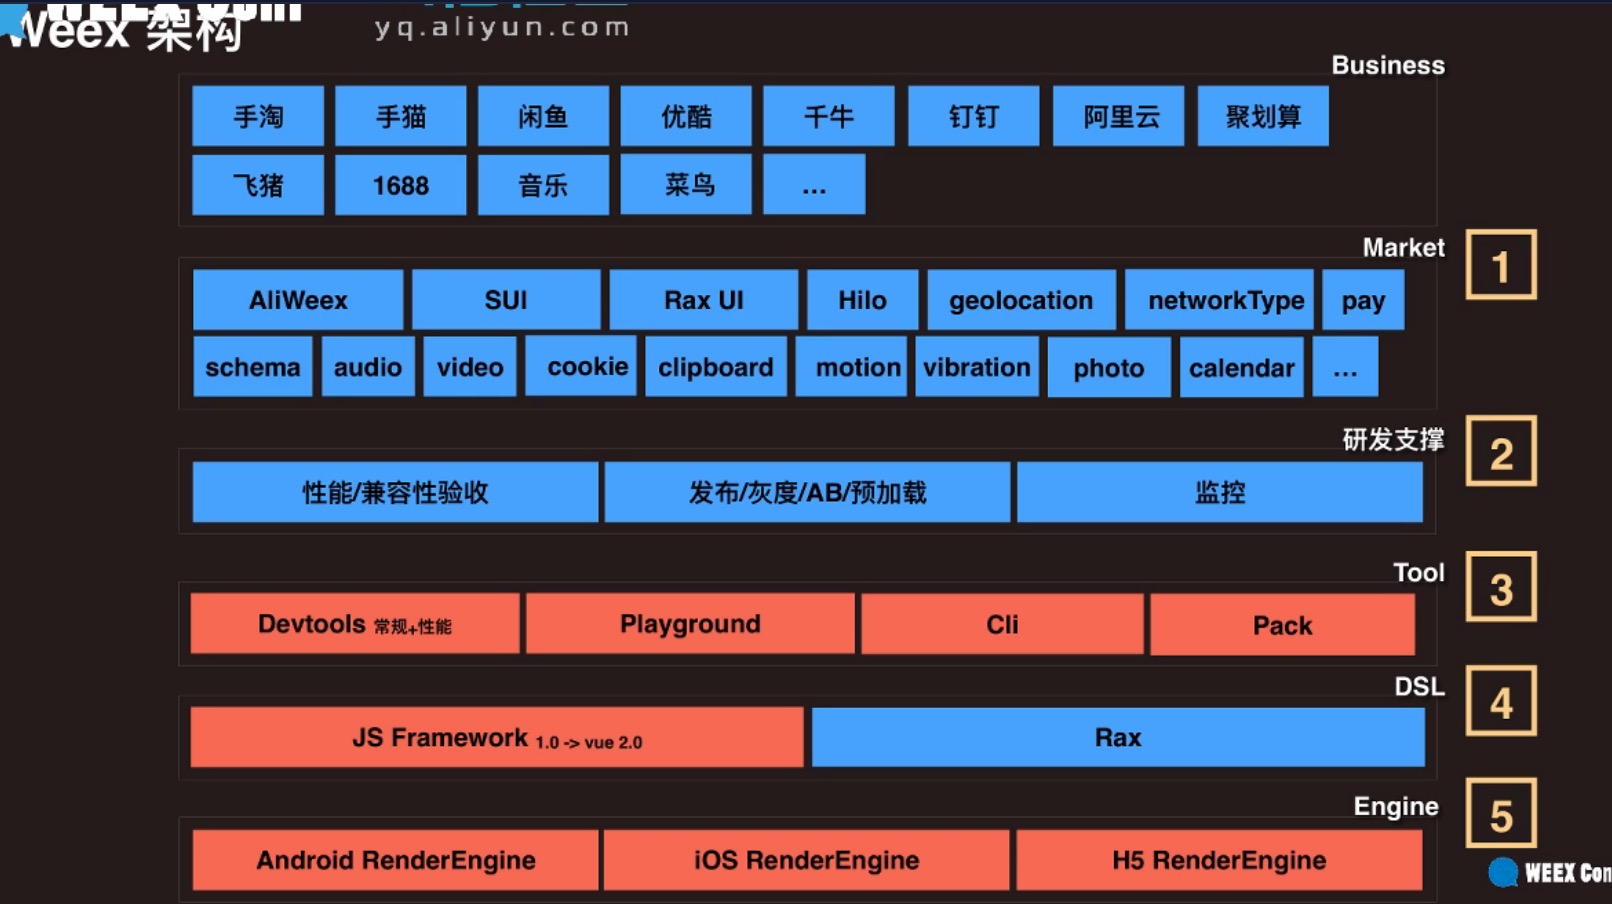 WEEX Conf
Weex 架构
yq.aliyun.com
Business
手淘 手猫 闲鱼 优酷 千牛 钉钉 阿里云 聚划算
飞猪 1688 音乐 菜鸟 ...
Market
1
AliWeex SUI Rax UI Hilo geolocation networkType pay
schema audio video cookie clipboard motion vibration photo calendar ...
研发支撑
2
性能/兼容性验收 发布/灰度/AB/预加载 监控
Tool
3
Devtools 常规+性能 Playground Cli Pack
DSL
4
JS Framework 1.0 -> vue 2.0 Rax
Engine
5
Android RenderEngine iOS RenderEngine H5 RenderEngine
WEEX Con